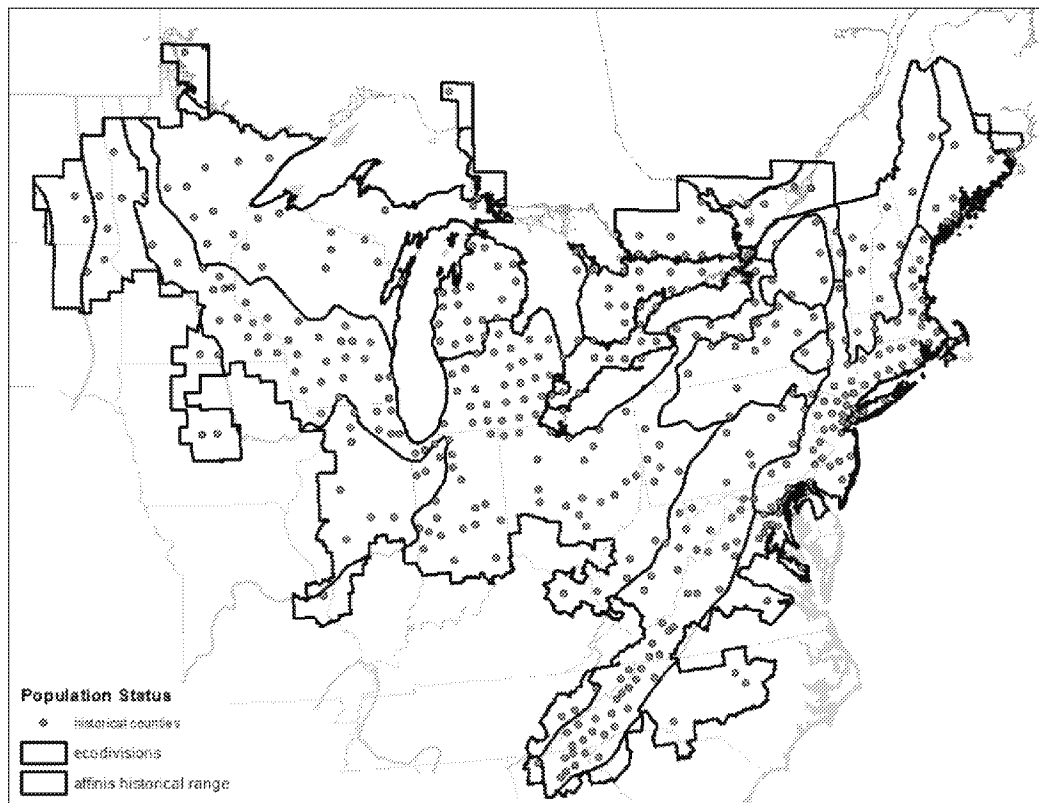 Population Status
historical counties
ecodivisions
affinis historical range